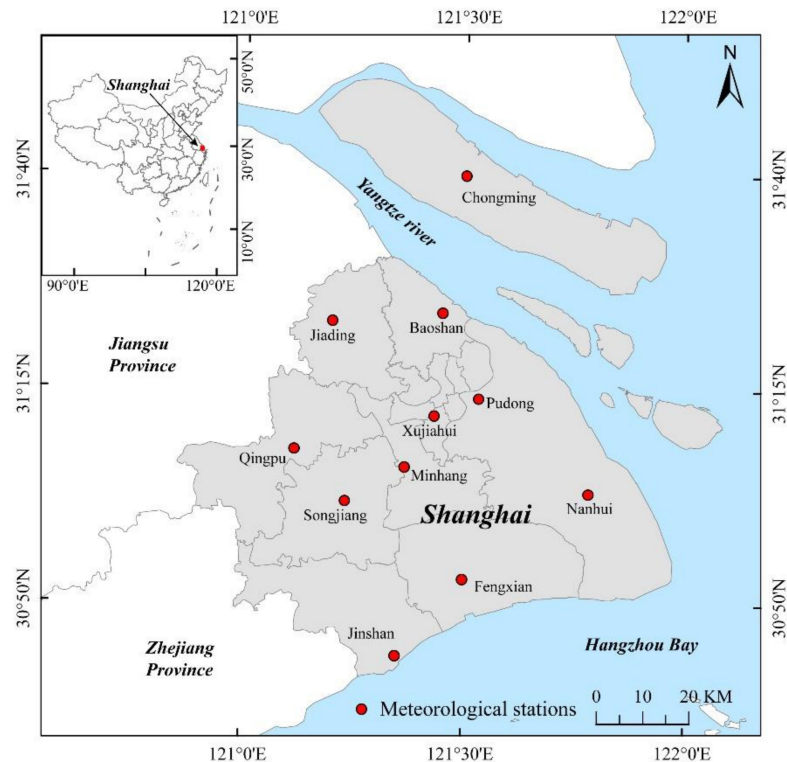 121°0'E
121°30'E
122°0'E
N
Shanghai
50°0'N
30°0'N
10°0'N
90°0'E
120°0'E
31°40'N
31°40'N
Chongming
Yangtze river
Jiading
Baoshan
Jiangsu
Province
31°15'N
31°15'N
Pudong
Xujiahui
Qingpu
Minhang
Songjiang
Shanghai
Nanhui
30°50'N
30°50'N
Fengxian
Jinshan
Zhejiang
Province
Hangzhou Bay
0 10 20 KM
Meteorological stations
121°0'E
121°30'E
122°0'E